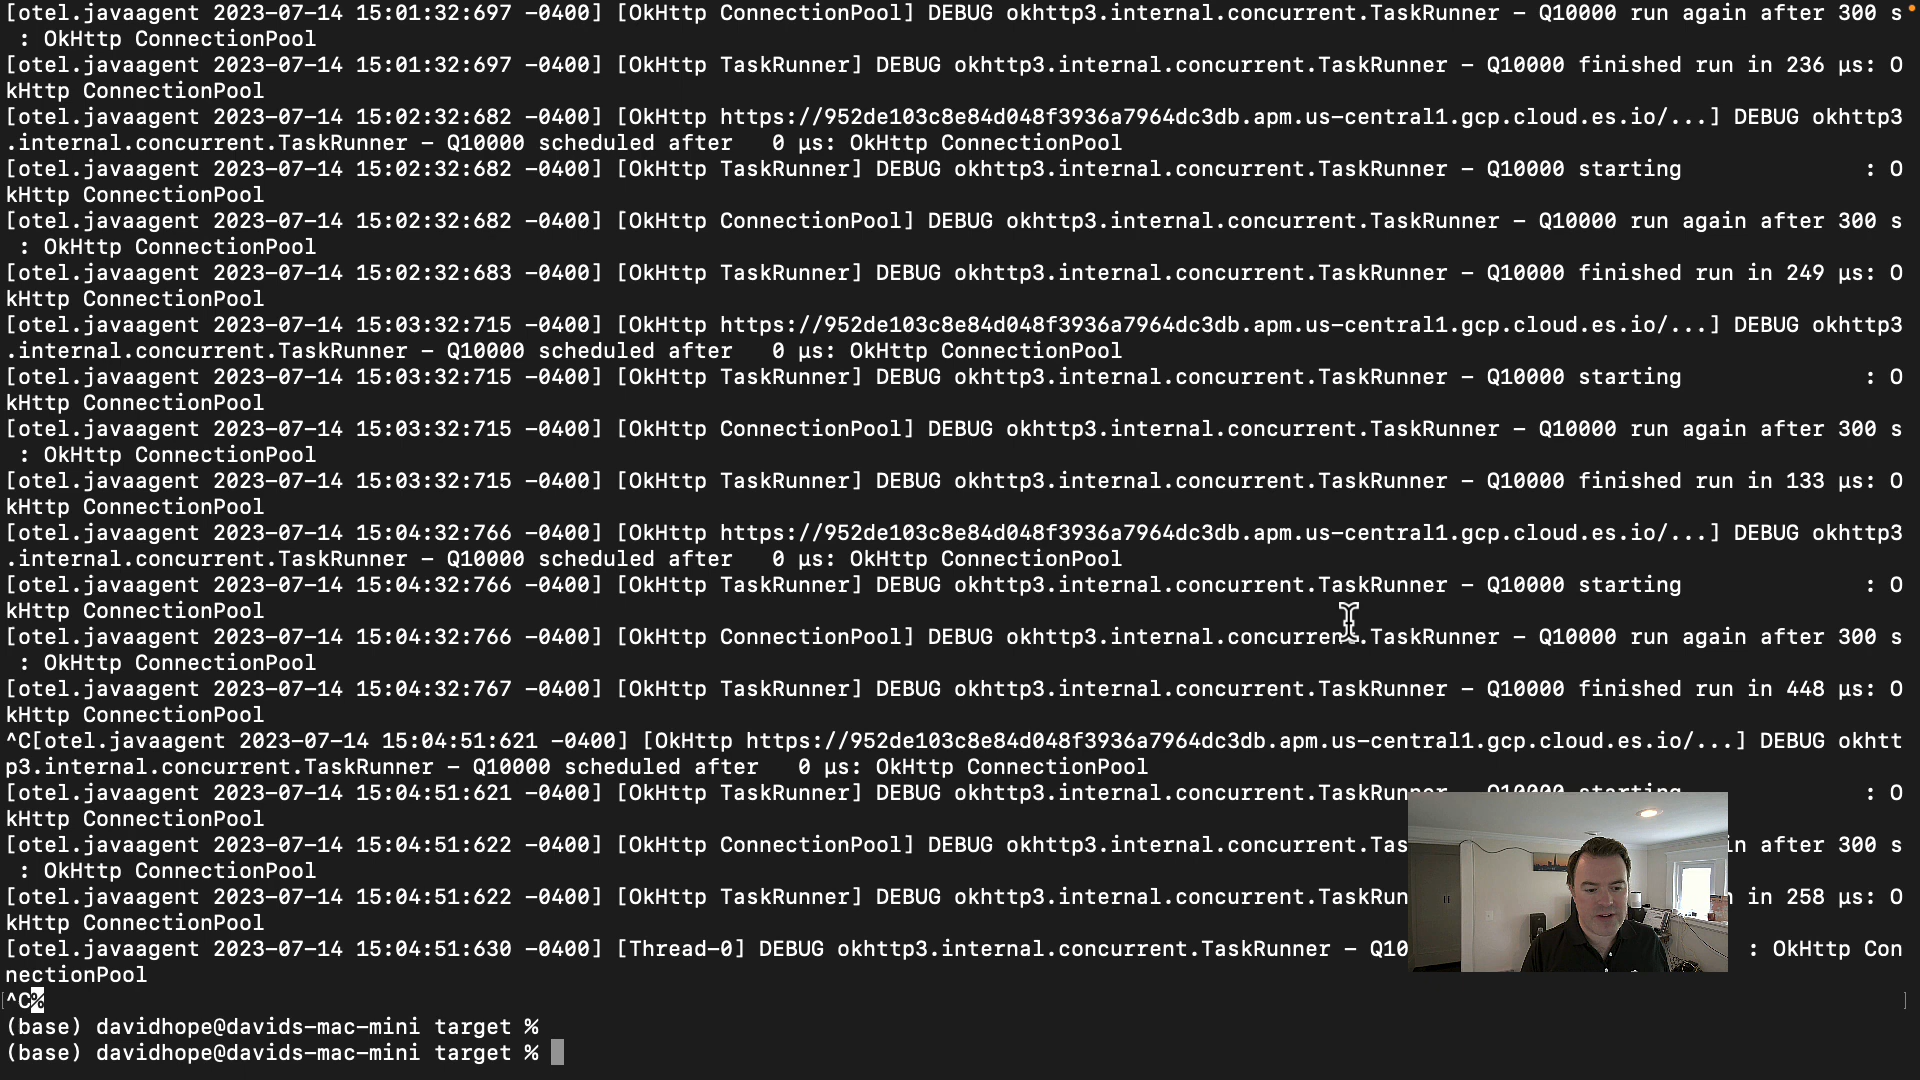 [otel.javaagent 2023-07-14 15:01:32:697 -0400] [OkHttp ConnectionPool] DEBUG okhttp3.internal.concurrent.TaskRunner - Q10000 run again after 300 s
 : OkHttp ConnectionPool
[otel.javaagent 2023-07-14 15:01:32:697 -0400] [OkHttp TaskRunner] DEBUG okhttp3.internal.concurrent.TaskRunner - Q10000 finished run in 236 µs: O
kHttp ConnectionPool
[otel.javaagent 2023-07-14 15:02:32:682 -0400] [OkHttp https://952de103c8e84d048f3936a7964dc3db.apm.us-central1.gcp.cloud.es.io/...] DEBUG okhttp3
.internal.concurrent.TaskRunner - Q10000 scheduled after   0 µs: OkHttp ConnectionPool
[otel.javaagent 2023-07-14 15:02:32:682 -0400] [OkHttp TaskRunner] DEBUG okhttp3.internal.concurrent.TaskRunner - Q10000 starting              : O
kHttp ConnectionPool
[otel.javaagent 2023-07-14 15:02:32:682 -0400] [OkHttp ConnectionPool] DEBUG okhttp3.internal.concurrent.TaskRunner - Q10000 run again after 300 s
 : OkHttp ConnectionPool
[otel.javaagent 2023-07-14 15:02:32:683 -0400] [OkHttp TaskRunner] DEBUG okhttp3.internal.concurrent.TaskRunner - Q10000 finished run in 249 µs: O
kHttp ConnectionPool
[otel.javaagent 2023-07-14 15:03:32:715 -0400] [OkHttp https://952de103c8e84d048f3936a7964dc3db.apm.us-central1.gcp.cloud.es.io/...] DEBUG okhttp3
.internal.concurrent.TaskRunner - Q10000 scheduled after   0 µs: OkHttp ConnectionPool
[otel.javaagent 2023-07-14 15:03:32:715 -0400] [OkHttp TaskRunner] DEBUG okhttp3.internal.concurrent.TaskRunner - Q10000 starting              : O
kHttp ConnectionPool
[otel.javaagent 2023-07-14 15:03:32:715 -0400] [OkHttp ConnectionPool] DEBUG okhttp3.internal.concurrent.TaskRunner - Q10000 run again after 300 s
 : OkHttp ConnectionPool
[otel.javaagent 2023-07-14 15:03:32:715 -0400] [OkHttp TaskRunner] DEBUG okhttp3.internal.concurrent.TaskRunner - Q10000 finished run in 133 µs: O
kHttp ConnectionPool
[otel.javaagent 2023-07-14 15:04:32:766 -0400] [OkHttp https://952de103c8e84d048f3936a7964dc3db.apm.us-central1.gcp.cloud.es.io/...] DEBUG okhttp3
.internal.concurrent.TaskRunner - Q10000 scheduled after   0 µs: OkHttp ConnectionPool
[otel.javaagent 2023-07-14 15:04:32:766 -0400] [OkHttp TaskRunner] DEBUG okhttp3.internal.concurrent.TaskRunner - Q10000 starting              : O
kHttp ConnectionPool
[otel.javaagent 2023-07-14 15:04:32:766 -0400] [OkHttp ConnectionPool] DEBUG okhttp3.internal.concurrent.TaskRunner - Q10000 run again after 300 s
 : OkHttp ConnectionPool
[otel.javaagent 2023-07-14 15:04:32:767 -0400] [OkHttp TaskRunner] DEBUG okhttp3.internal.concurrent.TaskRunner - Q10000 finished run in 448 µs: O
kHttp ConnectionPool
^C[otel.javaagent 2023-07-14 15:04:51:621 -0400] [OkHttp https://952de103c8e84d048f3936a7964dc3db.apm.us-central1.gcp.cloud.es.io/...] DEBUG okhtt
p3.internal.concurrent.TaskRunner - Q10000 scheduled after   0 µs: OkHttp ConnectionPool
[otel.javaagent 2023-07-14 15:04:51:621 -0400] [OkHttp TaskRunner] DEBUG okhttp3.internal.concurrent.TaskRunner - Q10000 starting              : O
kHttp ConnectionPool
[otel.javaagent 2023-07-14 15:04:51:622 -0400] [OkHttp ConnectionPool] DEBUG okhttp3.internal.concurrent.Tas in after 300 s
 : OkHttp ConnectionPool
[otel.javaagent 2023-07-14 15:04:51:622 -0400] [OkHttp TaskRunner] DEBUG okhttp3.internal.concurrent.TaskRun in 258 µs: O
kHttp ConnectionPool
[otel.javaagent 2023-07-14 15:04:51:630 -0400] [Thread-0] DEBUG okhttp3.internal.concurrent.TaskRunner - Q10 : OkHttp Con
nectionPool
^C%
(base) davidhope@davids-mac-mini target %
(base) davidhope@davids-mac-mini target %